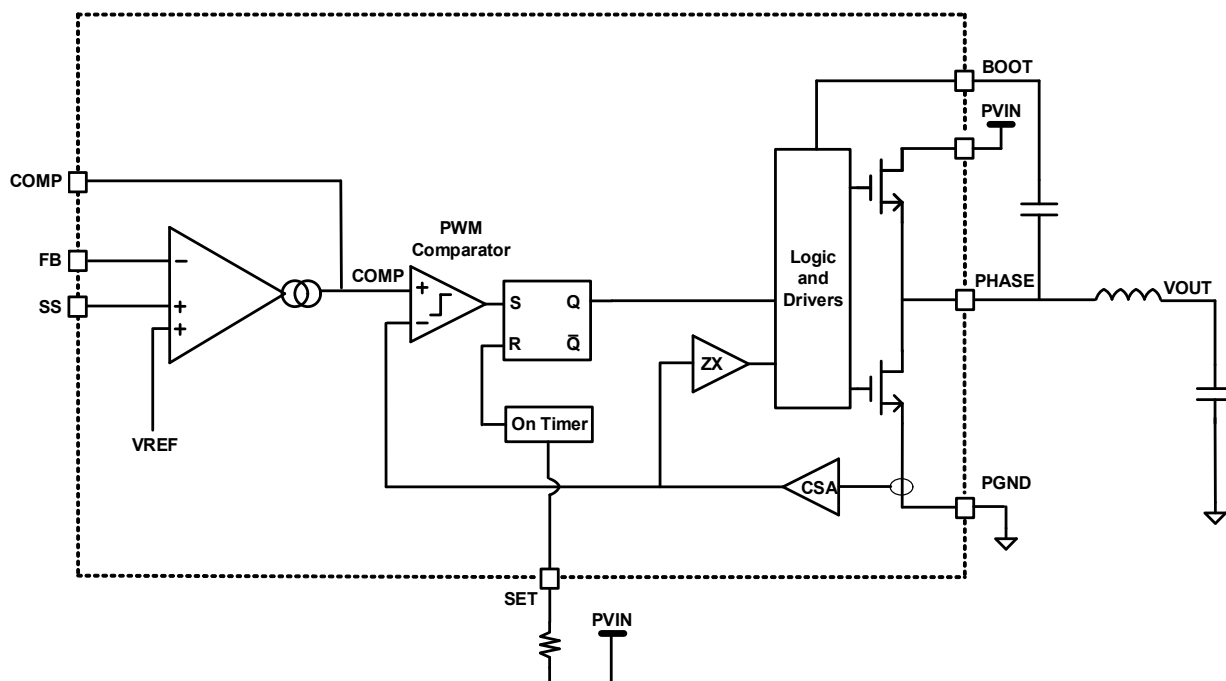 BOOT
PVIN
COMP
PWM
Comparator
FB
COMP
Logic
and
Drivers
−
+
S
Q
PHASE
SS
+
+
−
R
Q̅
VOUT
ZX
VREF
On Timer
CSA
PGND
SET
PVIN